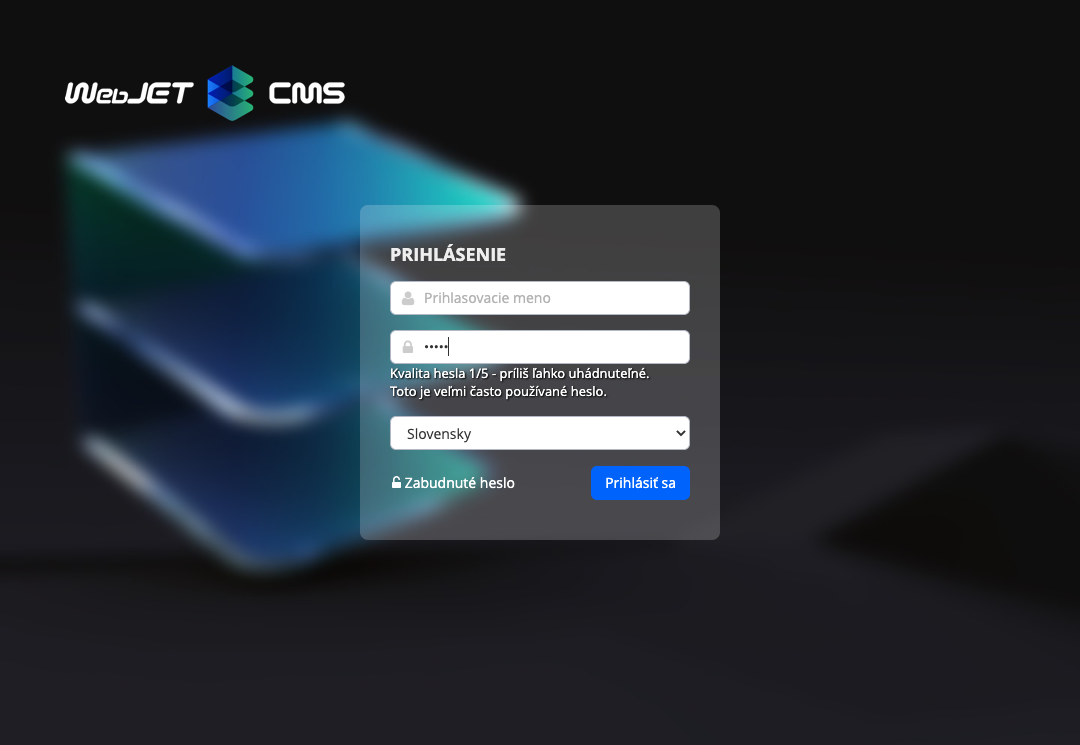 WebJET CMS
PRIHLÁSENIE
Prihlasovacie meno
•••••
Kvalita hesla 1/5 - príliš ľahko uhádnuteľné.
Toto je veľmi často používané heslo.
Slovensky
Zabudnuté heslo
Prihlásiť sa